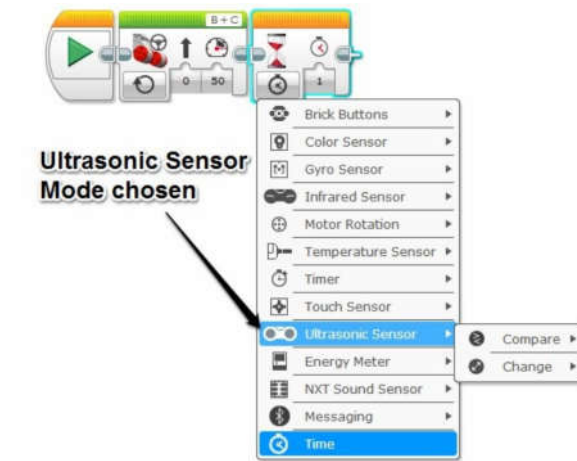 B+C
0 50 1
Ultrasonic Sensor
Mode chosen
Brick Buttons
Color Sensor
Gyro Sensor
Infrared Sensor
Motor Rotation
Temperature Sensor
Timer
Touch Sensor
Ultrasonic Sensor
Compare
Change
Energy Meter
NXT Sound Sensor
Messaging
Time